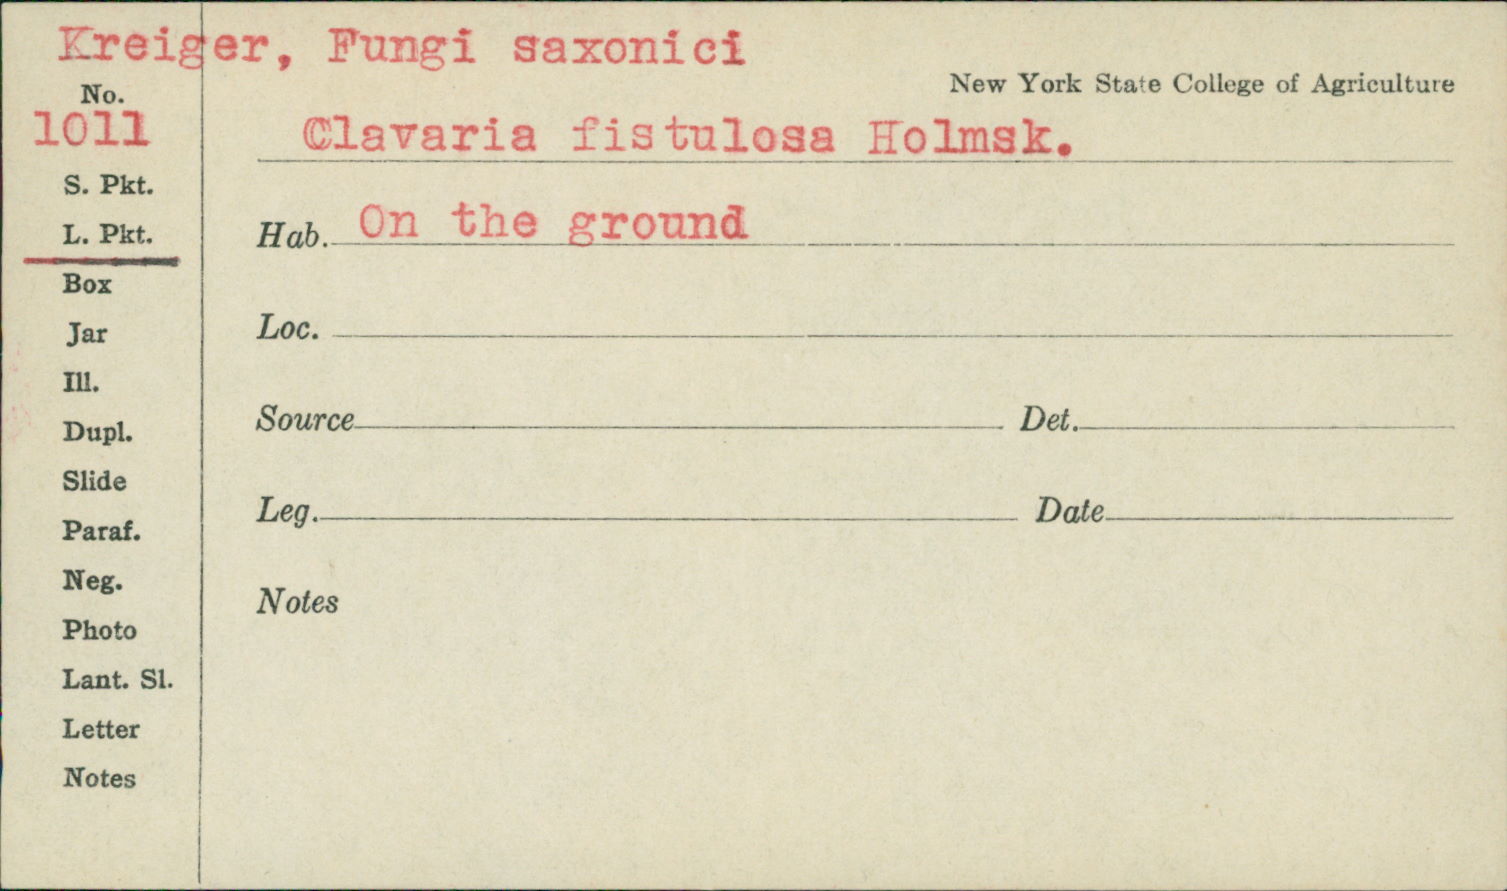 Kreiger, Fungi saxonici
New York State College of Agriculture
No.
1011
Clavaria fistulosa Holmsk.
S. Pkt.
L. Pkt.
Hab. On the ground
Box
Jar
Loc.
Ill.
Dupl.
Source Det.
Slide
Paraf.
Leg. Date
Neg.
Notes
Photo
Lant. Sl.
Letter
Notes